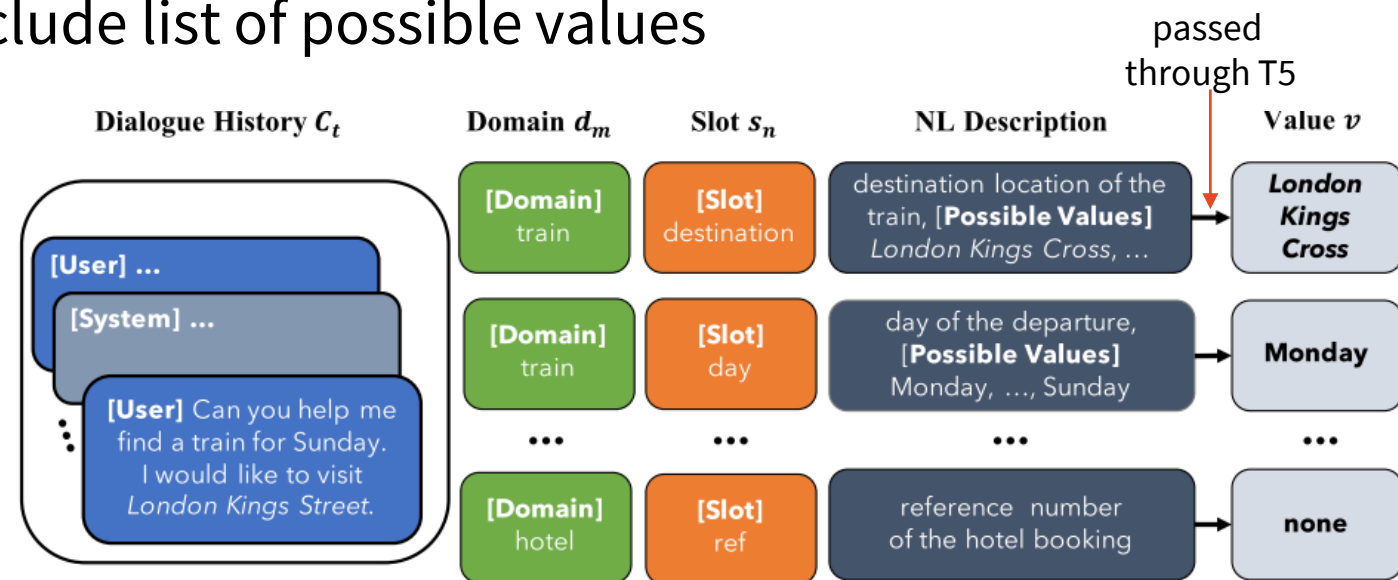 clude list of possible values
passed
through T5
Dialogue History Cₜ
Domain dₘ
Slot sₙ
NL Description
Value v
[User] ...
[System] ...
[User] Can you help me
find a train for Sunday.
I would like to visit
London Kings Street.
[Domain]
train
[Slot]
destination
destination location of the
train, [Possible Values]
London Kings Cross, ...
London
Kings
Cross
[Domain]
train
[Slot]
day
day of the departure,
[Possible Values]
Monday, ..., Sunday
Monday
...
...
...
...
[Domain]
hotel
[Slot]
ref
reference number
of the hotel booking
none